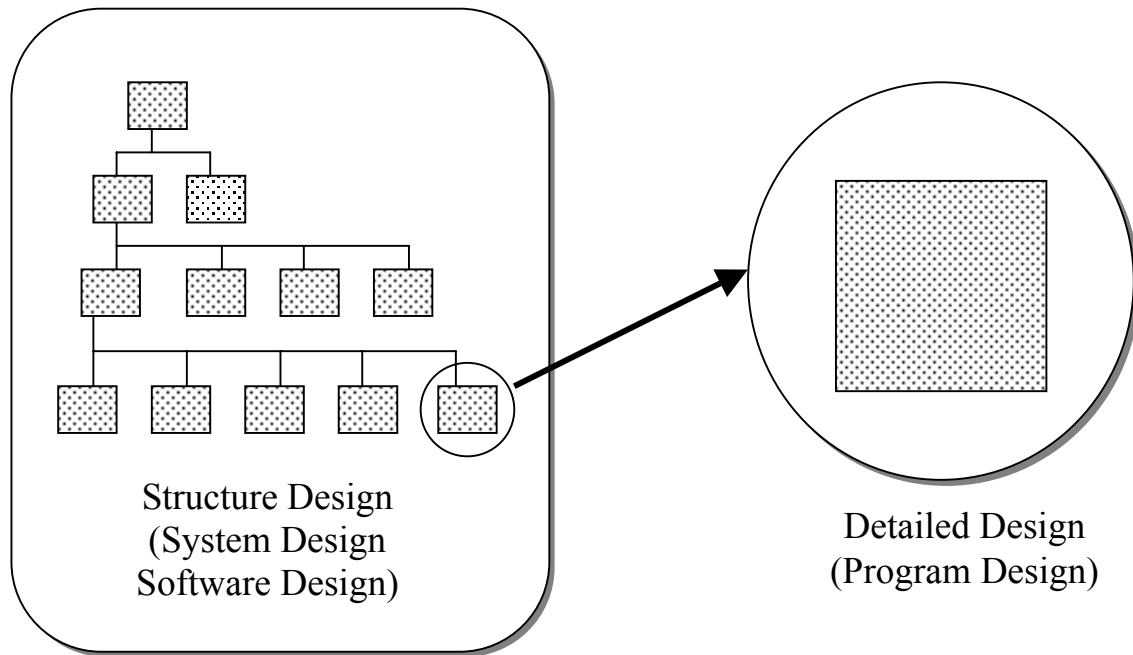 Structure Design
(System Design
Software Design)
Detailed Design
(Program Design)